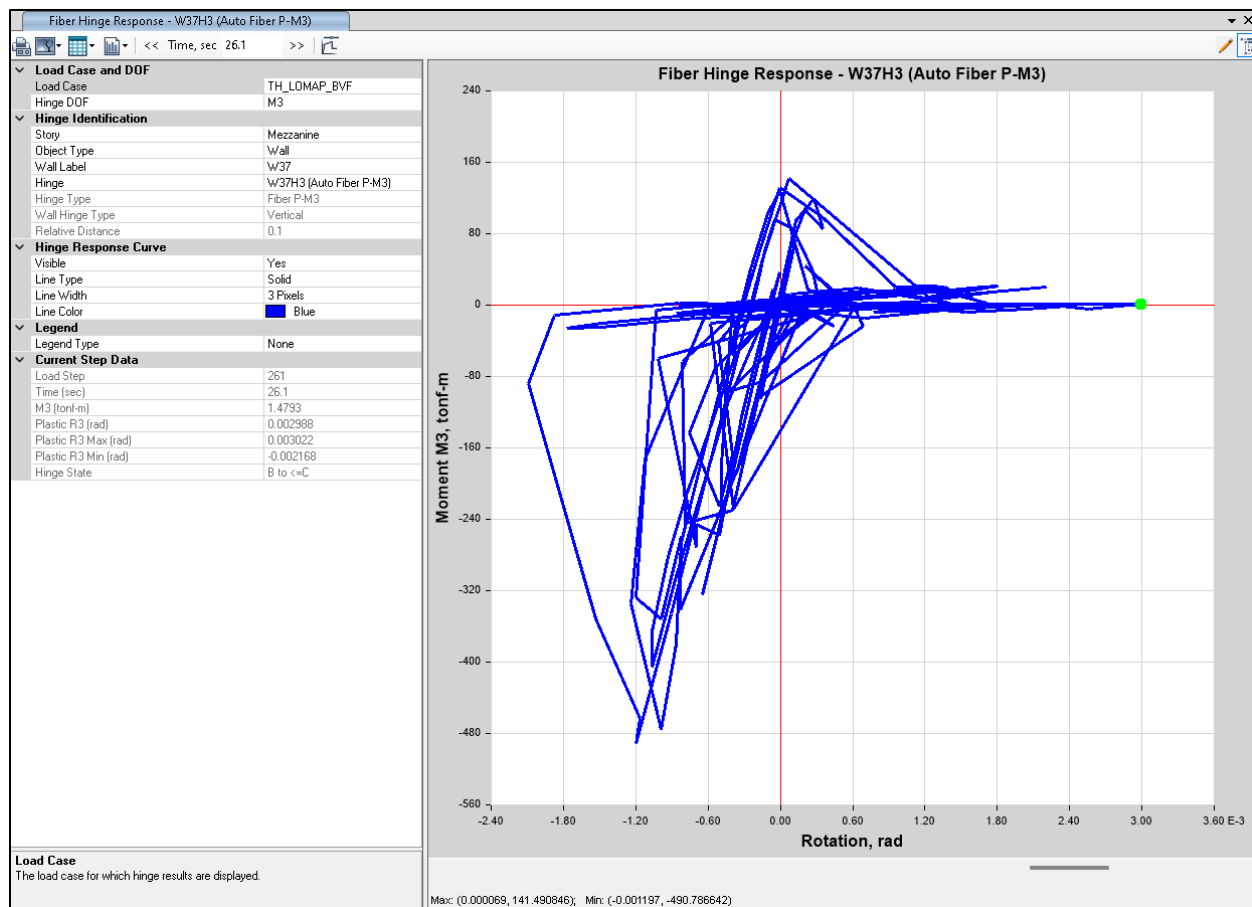 Fiber Hinge Response - W37H3 (Auto Fiber P-M3)
<< Time, sec 26.1 >>
Load Case and DOF
Load Case TH_LOMAP_BVF
Hinge DOF M3
Hinge Identification
Story Mezzanine
Object Type Wall
Wall Label W37
Hinge W37H3 (Auto Fiber P-M3)
Hinge Type Fiber P-M3
Wall Hinge Type Vertical
Relative Distance 0.1
Hinge Response Curve
Visible Yes
Line Type Solid
Line Width 3 Pixels
Line Color Blue
Legend
Legend Type None
Current Step Data
Load Step 261
Time (sec) 26.1
M3 (tonf-m) 1.4793
Plastic R3 (rad) 0.002988
Plastic R3 Max (rad) 0.003022
Plastic R3 Min (rad) -0.002168
Hinge State B to <=C
Load Case
The load case for which hinge results are displayed.
Fiber Hinge Response - W37H3 (Auto Fiber P-M3)
Moment M3, tonf-m
240
160
80
0
-80
-160
-240
-320
-400
-480
-560
-2.40 -1.80 -1.20 -0.60 0.00 0.60 1.20 1.80 2.40 3.00 3.60 E-3
Rotation, rad
Max: (0.000069, 141.490846); Min: (-0.001197, -490.786642)